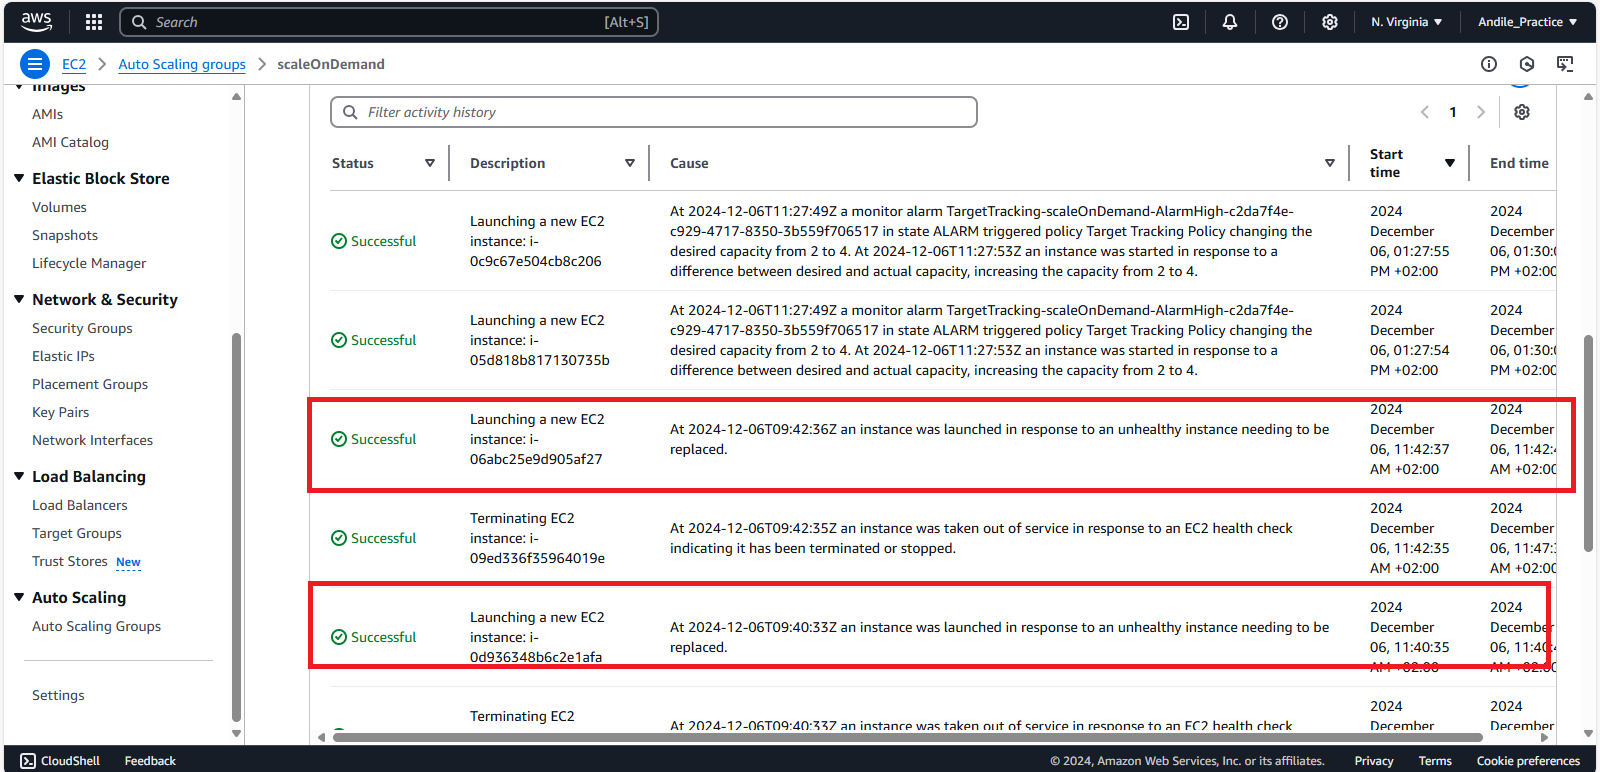 aws
Search
[Alt+S]
N. Virginia
Andile_Practice
EC2
Auto Scaling groups
scaleOnDemand
Images
AMIs
AMI Catalog
Elastic Block Store
Volumes
Snapshots
Lifecycle Manager
Network & Security
Security Groups
Elastic IPs
Placement Groups
Key Pairs
Network Interfaces
Load Balancing
Load Balancers
Target Groups
Trust Stores New
Auto Scaling
Auto Scaling Groups
Settings
Filter activity history
1
Status
Description
Cause
Start
time
End time
Successful
Launching a new EC2
instance: i-
0c9c67e504cb8c206
At 2024-12-06T11:27:49Z a monitor alarm TargetTracking-scaleOnDemand-AlarmHigh-c2da7f4e-
c929-4717-8350-3b559f706517 in state ALARM triggered policy Target Tracking Policy changing the
desired capacity from 2 to 4. At 2024-12-06T11:27:53Z an instance was started in response to a
difference between desired and actual capacity, increasing the capacity from 2 to 4.
2024
December
06, 01:27:55
PM +02:00
2024
December
06, 01:30:0
PM +02:00
Successful
Launching a new EC2
instance: i-
05d818b817130735b
At 2024-12-06T11:27:49Z a monitor alarm TargetTracking-scaleOnDemand-AlarmHigh-c2da7f4e-
c929-4717-8350-3b559f706517 in state ALARM triggered policy Target Tracking Policy changing the
desired capacity from 2 to 4. At 2024-12-06T11:27:53Z an instance was started in response to a
difference between desired and actual capacity, increasing the capacity from 2 to 4.
2024
December
06, 01:27:54
PM +02:00
2024
December
06, 01:30:0
PM +02:00
Successful
Launching a new EC2
instance: i-
06abc25e9d905af27
At 2024-12-06T09:42:36Z an instance was launched in response to an unhealthy instance needing to be
replaced.
2024
December
06, 11:42:37
AM +02:00
2024
December
06, 11:42:4
AM +02:00
Successful
Terminating EC2
instance: i-
09ed336f35964019e
At 2024-12-06T09:42:35Z an instance was taken out of service in response to an EC2 health check
indicating it has been terminated or stopped.
2024
December
06, 11:42:35
AM +02:00
2024
December
06, 11:47:3
AM +02:00
Successful
Launching a new EC2
instance: i-
0d936348b6c2e1afa
At 2024-12-06T09:40:33Z an instance was launched in response to an unhealthy instance needing to be
replaced.
2024
December
06, 11:40:35
AM +02:00
2024
December
06, 11:40:4
AM +02:00
Terminating EC2
At 2024-12-06T09:40:33Z an instance was taken out of service in response to an EC2 health check
2024
December
2024
December
CloudShell
Feedback
© 2024, Amazon Web Services, Inc. or its affiliates.
Privacy
Terms
Cookie preferences